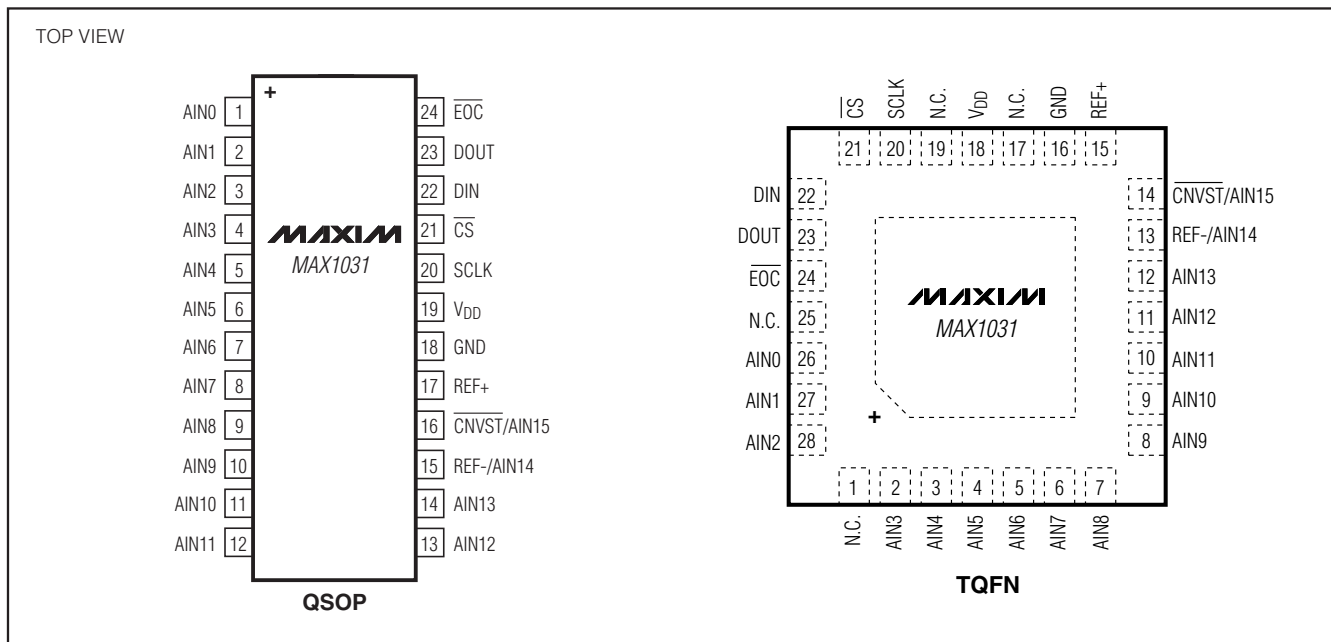 TOP VIEW
+
AIN0 1
24 EOC
AIN1 2
23 DOUT
AIN2 3
22 DIN
AIN3 4
21 CS
AIN4 5
20 SCLK
AIN5 6
19 VDD
AIN6 7
18 GND
AIN7 8
17 REF+
AIN8 9
16 CNVST/AIN15
AIN9 10
15 REF-/AIN14
AIN10 11
14 AIN13
AIN11 12
13 AIN12
MAXIM
MAX1031
QSOP
CS SCLK N.C. VDD N.C. GND REF+
21 20 19 18 17 16 15
DIN 22
DOUT 23
EOC 24
N.C. 25
AIN0 26
AIN1 27
AIN2 28
14 CNVST/AIN15
13 REF-/AIN14
12 AIN13
11 AIN12
10 AIN11
9 AIN10
8 AIN9
MAXIM
MAX1031
+
1 2 3 4 5 6 7
N.C. AIN3 AIN4 AIN5 AIN6 AIN7 AIN8
TQFN